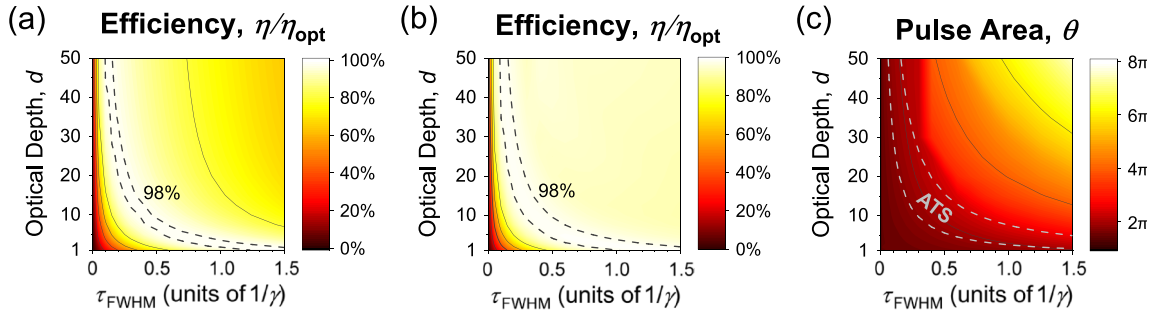 (a) Efficiency, η/ηopt
50
40
30
20
10
1
Optical Depth, d
98%
0 0.5 1.0 1.5
τFWHM (units of 1/γ)
100%
80%
60%
40%
20%
0%
(b) Efficiency, η/ηopt
50
40
30
20
10
1
Optical Depth, d
98%
0 0.5 1.0 1.5
τFWHM (units of 1/γ)
100%
80%
60%
40%
20%
0%
(c) Pulse Area, θ
50
40
30
20
10
1
Optical Depth, d
ATS
0 0.5 1.0 1.5
τFWHM (units of 1/γ)
8π
6π
4π
2π